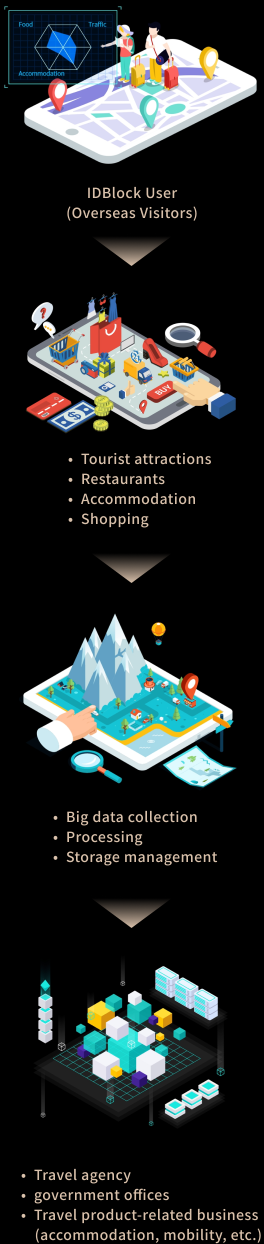 Food Traffic
Accommodation
IDBlock User
(Overseas Visitors)
?
BUY
$
• Tourist attractions
• Restaurants
• Accommodation
• Shopping
• Big data collection
• Processing
• Storage management
• Travel agency
• government offices
• Travel product-related business
(accommodation, mobility, etc.)